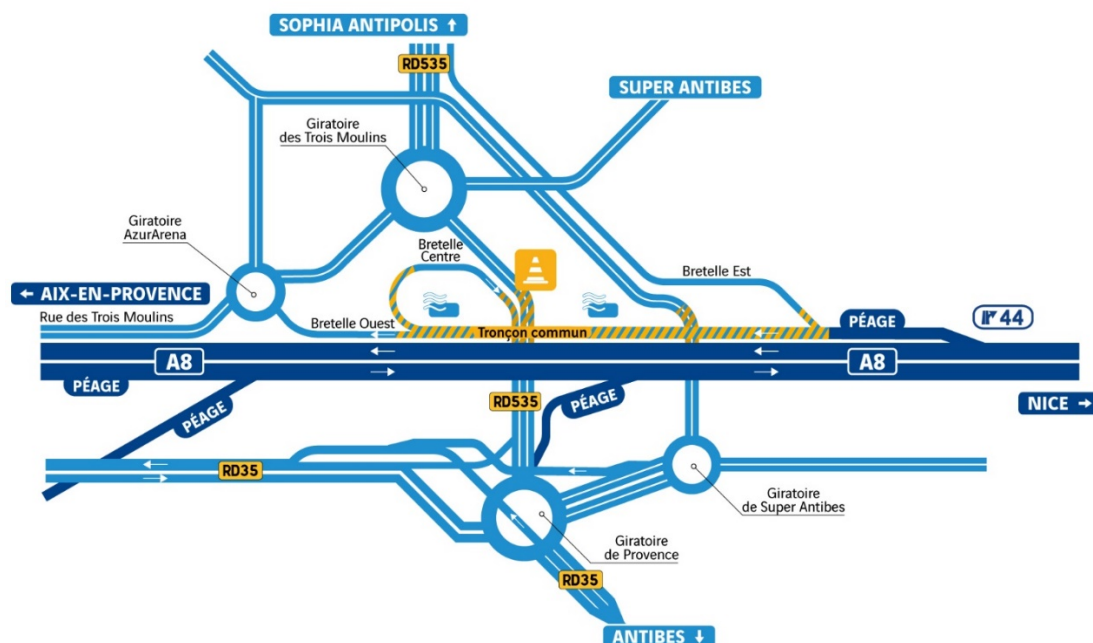 SOPHIA ANTIPOLIS ↑
RD535
SUPER ANTIBES
Giratoire
des Trois Moulins
Giratoire
AzurArena
Bretelle
Centre
Bretelle Est
← AIX-EN-PROVENCE
Rue des Trois Moulins
Bretelle Ouest
Tronçon commun
PÉAGE
44
A8
A8
PÉAGE
PÉAGE
RD535
PÉAGE
NICE →
RD35
Giratoire
de Super Antibes
Giratoire
de Provence
RD35
ANTIBES ↓